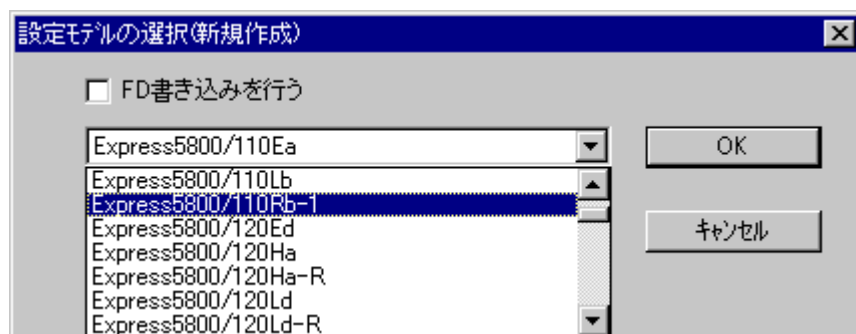 設定ﾓﾃﾞﾙの選択(新規作成)
FD書き込みを行う
Express5800/110Ea
OK
Express5800/110Lb
Express5800/110Rb-1
Express5800/120Ed
ｷｬﾝｾﾙ
Express5800/120Ha
Express5800/120Ha-R
Express5800/120Ld
Express5800/120Ld-R